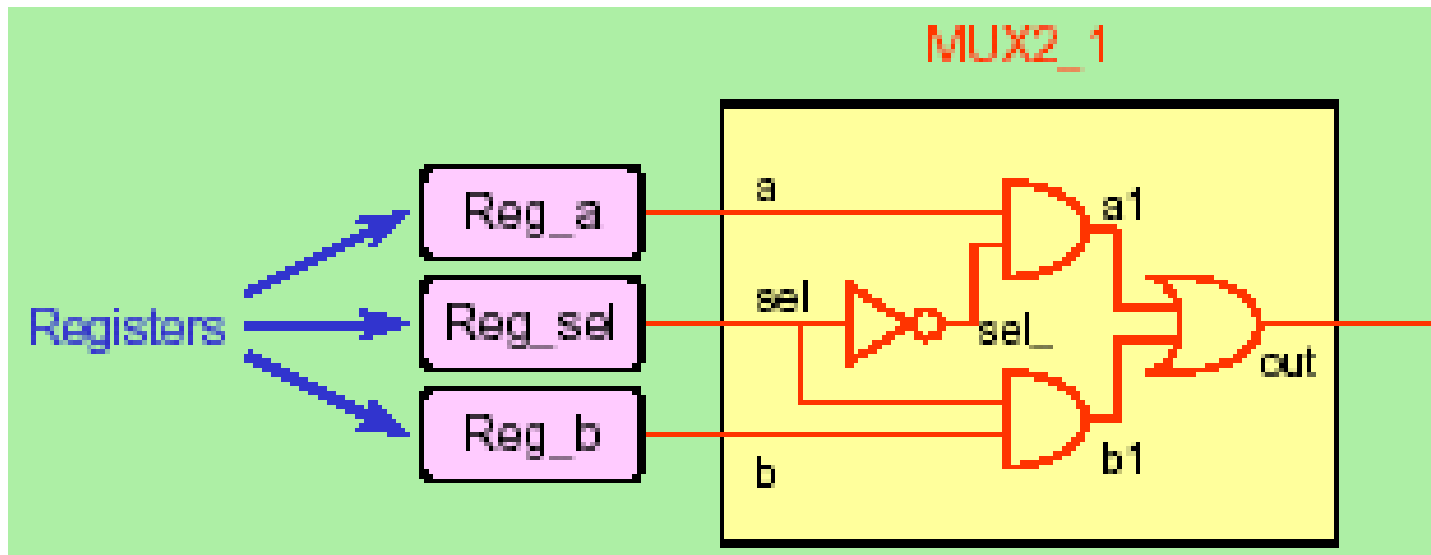 MUX2_1
Reg_a
a
a1
Registers
Reg_sel
sel
sel_
out
Reg_b
b
b1